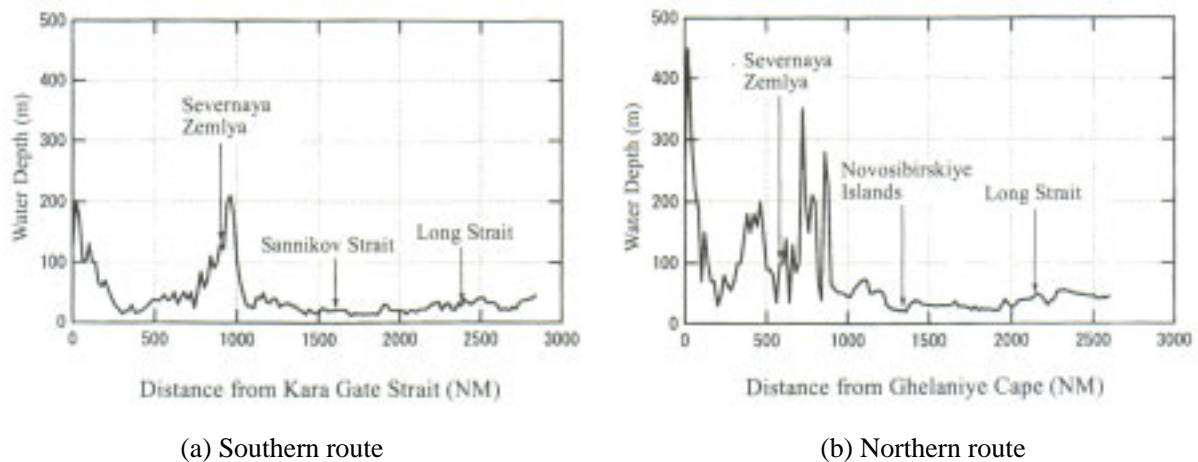 500
400
300
200
100
0
Water Depth (m)
Severnaya
Zemlya
Sannikov Strait
Long Strait
0 500 1000 1500 2000 2500 3000
Distance from Kara Gate Strait (NM)
(a) Southern route
500
400
300
200
100
0
Water Depth (m)
Severnaya
Zemlya
Novosibirskiye
Islands
Long Strait
0 500 1000 1500 2000 2500 3000
Distance from Ghelaniye Cape (NM)
(b) Northern route